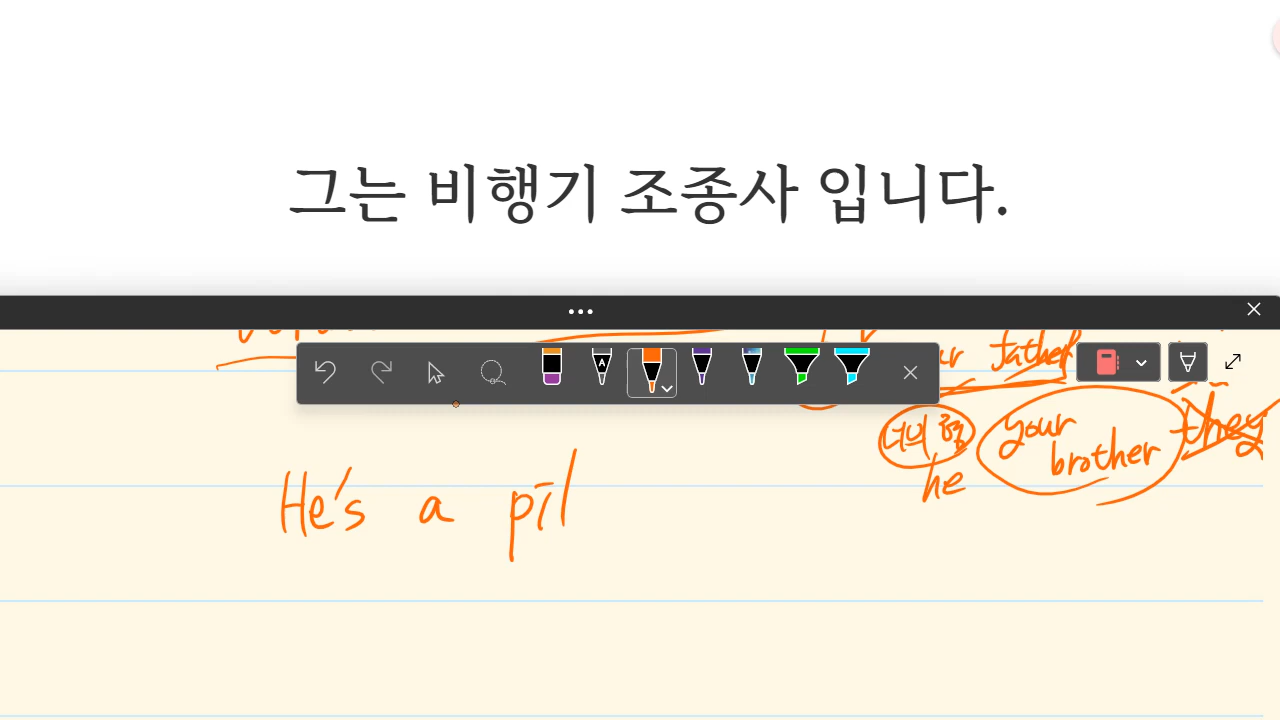 그는 비행기 조종사 입니다.
father
너의 형
your
brother
they
he
He's a pil